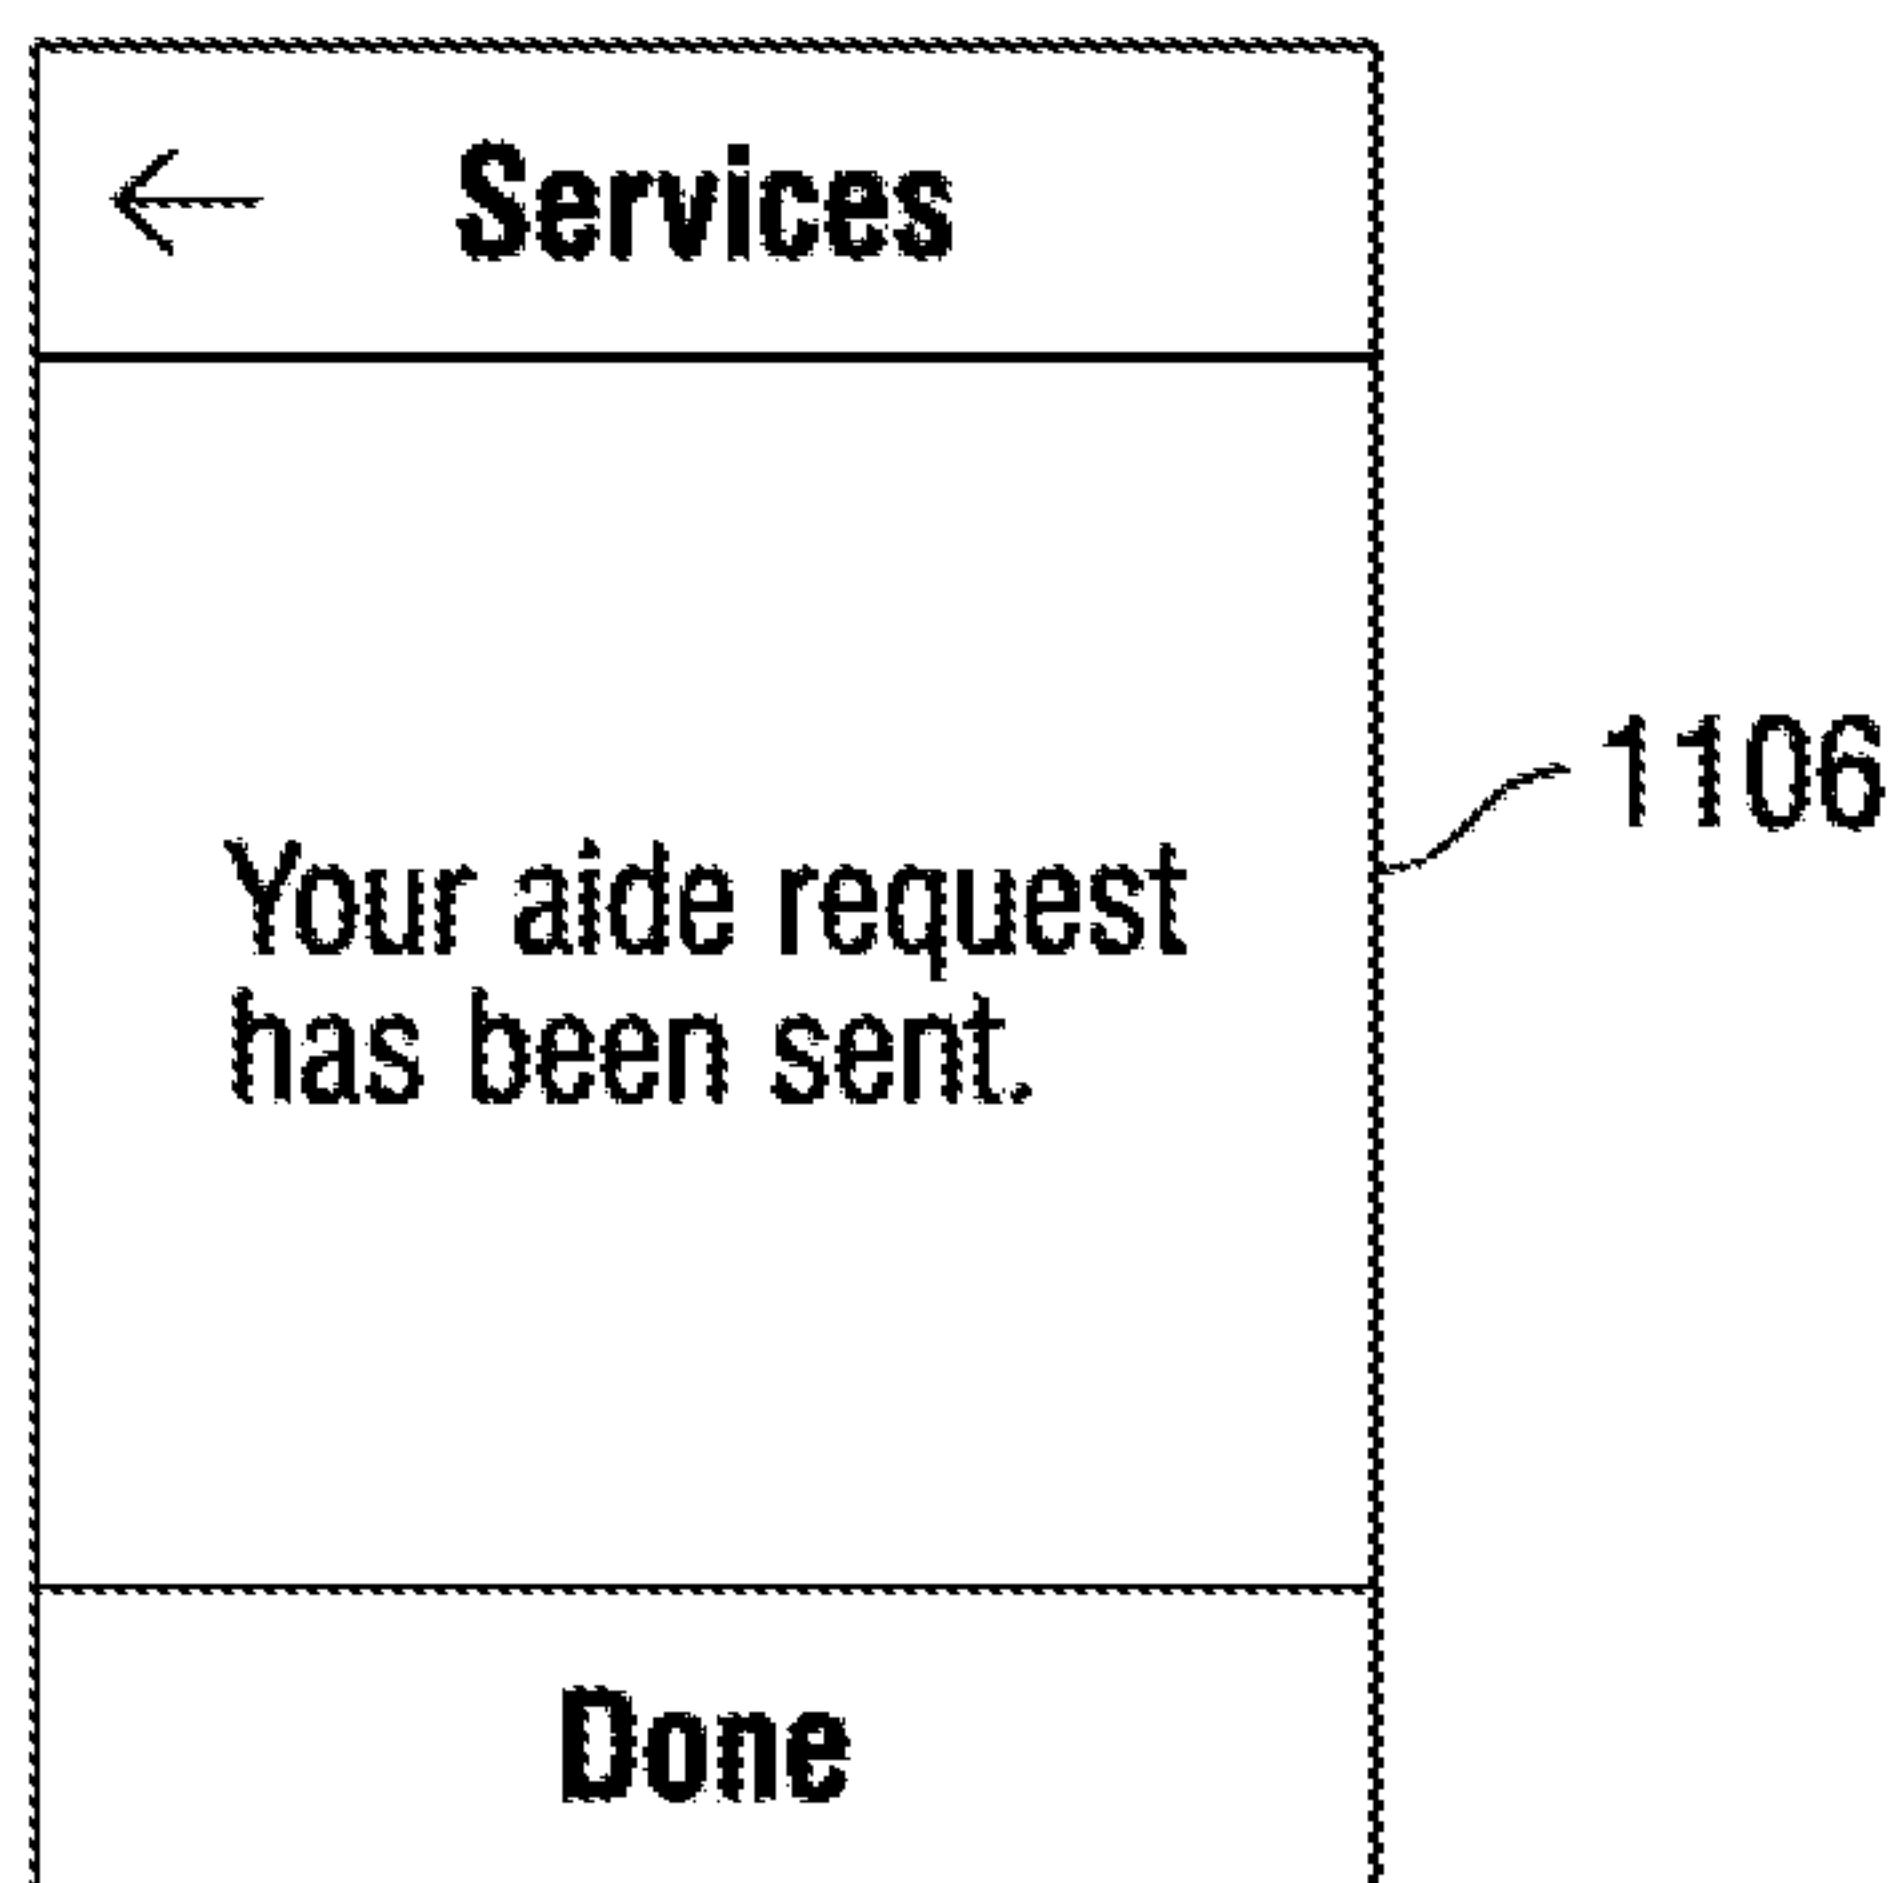 Services
1106
Your aide request
has been sent.
Done